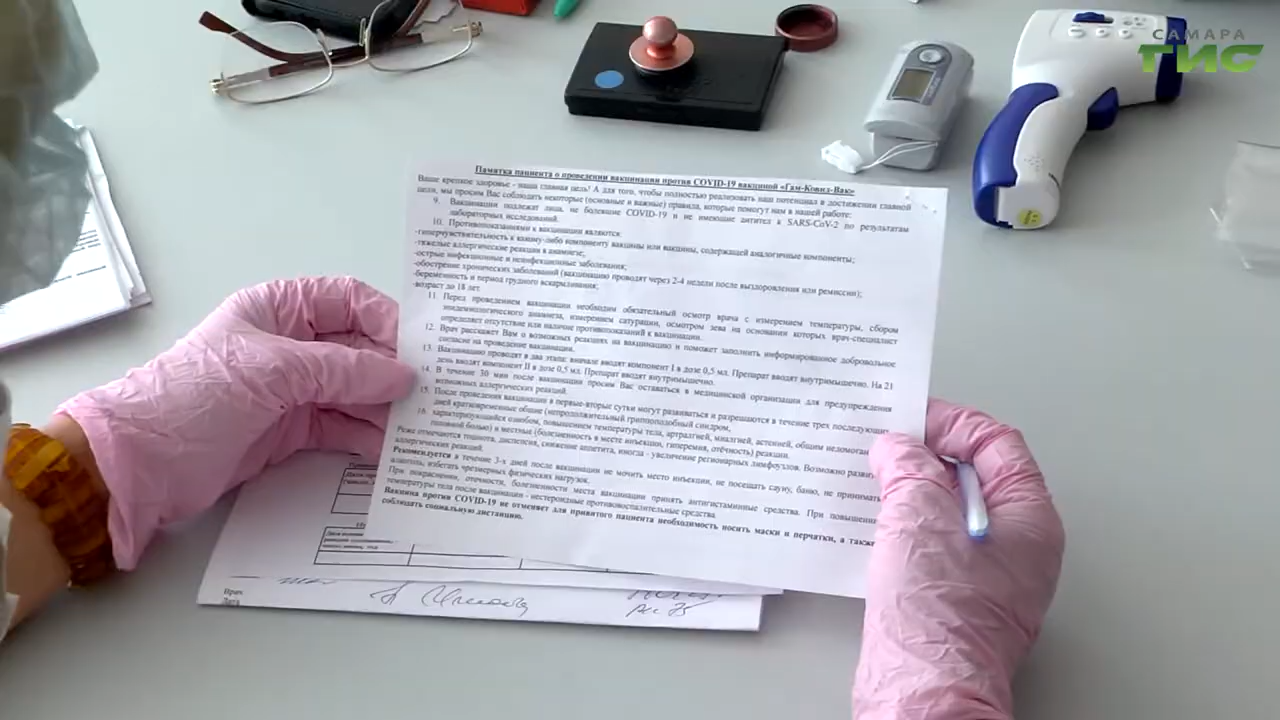 САМАРА
ТИС
Памятка пациента о проведении вакцинации против COVID-19 вакциной «Гам-Ковид-Вак»
Ваше крепкое здоровье - наша главная цель! А для того, чтобы полностью реализовать наш потенциал в достижении главной
цели, мы просим Вас соблюдать некоторые (основные и важные) правила, которые помогут нам в нашей работе:
9. Вакцинации подлежат лица, не болевшие COVID-19 и не имеющие антител к SARS-CoV-2 по результатам
лабораторных исследований.
10. Противопоказаниями к вакцинации являются:
-гиперчувствительность к какому-либо компоненту вакцины или вакцины, содержащей аналогичные компоненты;
-тяжелые аллергические реакции в анамнезе;
-острые инфекционные и неинфекционные заболевания;
-обострение хронических заболеваний (вакцинацию проводят через 2-4 недели после выздоровления или ремиссии);
-беременность и период грудного вскармливания;
-возраст до 18 лет.
11. Перед проведением вакцинации необходим обязательный осмотр врача с измерением температуры, сбором
эпидемиологического анамнеза, измерением сатурации, осмотром зева на основании которых врач-специалист
определяет отсутствие или наличие противопоказаний к вакцинации.
12. Врач расскажет Вам о возможных реакциях на вакцинацию и поможет заполнить информированное добровольное
согласие на проведение вакцинации.
13. Вакцинацию проводят в два этапа: вначале вводят компонент I в дозе 0,5 мл. Препарат вводят внутримышечно. На 21
день вводят компонент II в дозе 0,5 мл. Препарат вводят внутримышечно.
14. В течение 30 мин после вакцинации просим Вас оставаться в медицинской организации для предупреждения
возможных аллергических реакций.
15. После проведения вакцинации в первые-вторые сутки могут развиваться и разрешаются в течение трех последующих
дней кратковременные общие (непродолжительный гриппоподобный синдром,
16. характеризующийся ознобом, повышением температуры тела, артралгией, миалгией, астенией, общим недомоган
головной болью) и местные (болезненность в месте инъекции, гиперемия, отёчность) реакции.
Реже отмечаются тошнота, диспепсия, снижение аппетита, иногда - увеличение регионарных лимфоузлов. Возможно разви
аллергических реакций.
Рекомендуется в течение 3-х дней после вакцинации не мочить место инъекции, не посещать сауну, баню, не принимать
алкоголь, избегать чрезмерных физических нагрузок.
При покраснении, отечности, болезненности места вакцинации принять антигистаминные средства. При повышени
температуры тела после вакцинации - нестероидные противовоспалительные средства.
Вакцина против COVID-19 не отменяет для привитого пациента необходимость носить маски и перчатки, а также
соблюдать социальную дистанцию.
Врач
Дата